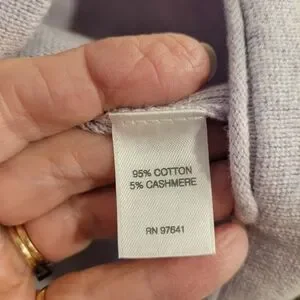 95% COTTON
5% CASHMERE
RN 97641